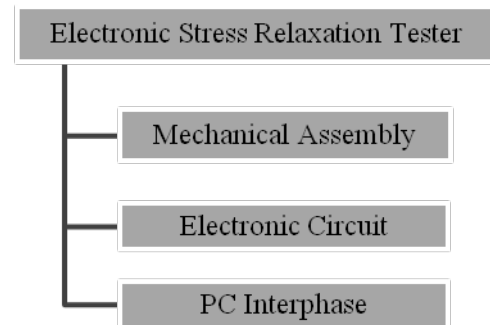 Electronic Stress Relaxation Tester
Mechanical Assembly
Electronic Circuit
PC Interphase